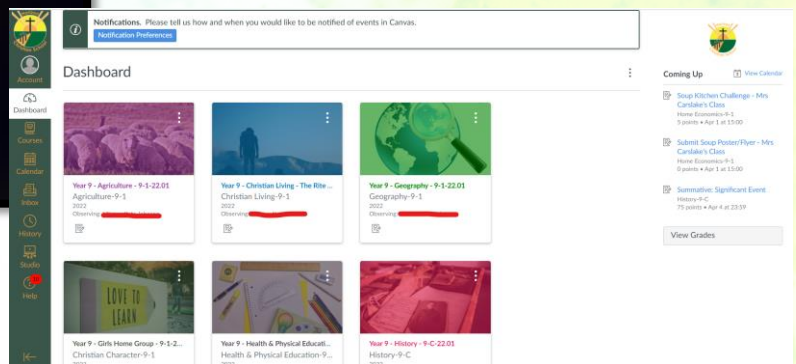 Notifications. Please tell us how and when you would like to be notified of events in Canvas.
Notification Preferences
Account
Dashboard
Courses
Calendar
Inbox
History
Studio
Help
Dashboard
Year 9 - Agriculture - 9-1-22.01
Agriculture-9-1
2022
Observing:
Year 9 - Christian Living - The Rite ...
Christian Living-9-1
2022
Observing:
Year 9 - Geography - 9-1-22.01
Geography-9-1
2022
Observing:
LOVE TO
LEARN
Year 9 - Girls Home Group - 9-1-2...
Christian Character-9-1
2022
Year 9 - Health & Physical Educati...
Health & Physical Education-9...
2022
Year 9 - History - 9-C-22.01
History-9-C
2022
Coming Up
View Calendar
Soup Kitchen Challenge - Mrs
Carslake's Class
Home Economics-9-1
5 points • Apr 1 at 15:00
Submit Soup Poster/Flyer - Mrs
Carslake's Class
Home Economics-9-1
0 points • Apr 1 at 15:00
Summative: Significant Event
History-9-C
75 points • Apr 4 at 23:59
View Grades